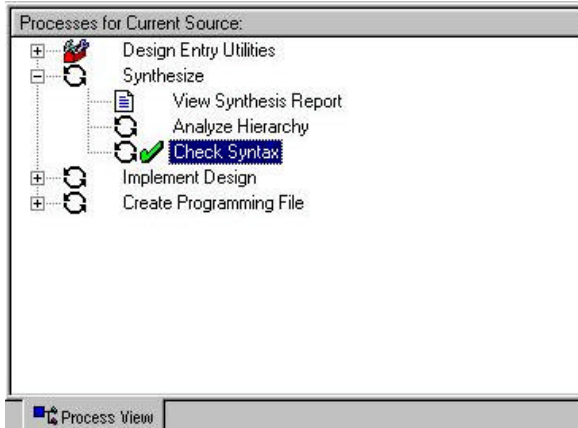 Processes for Current Source:
Design Entry Utilities
Synthesize
View Synthesis Report
Analyze Hierarchy
Check Syntax
Implement Design
Create Programming File
Process View